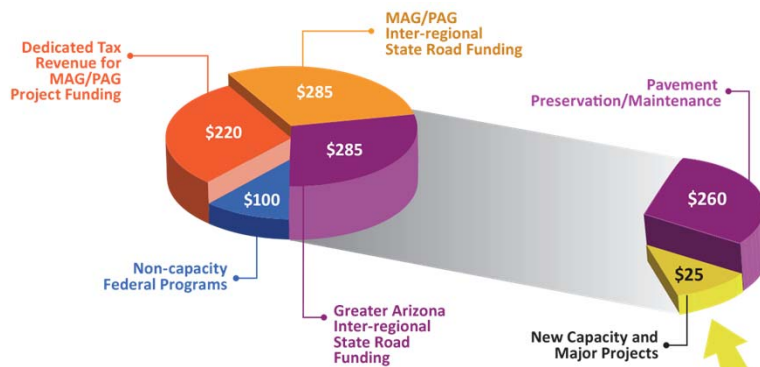 MAG/PAG
Inter-regional
State Road Funding
Dedicated Tax
Revenue for
MAG/PAG
Project Funding
$285
$220
$285
$100
Non-capacity
Federal Programs
Greater Arizona
Inter-regional
State Road
Funding
Pavement
Preservation/Maintenance
$260
$25
New Capacity and
Major Projects